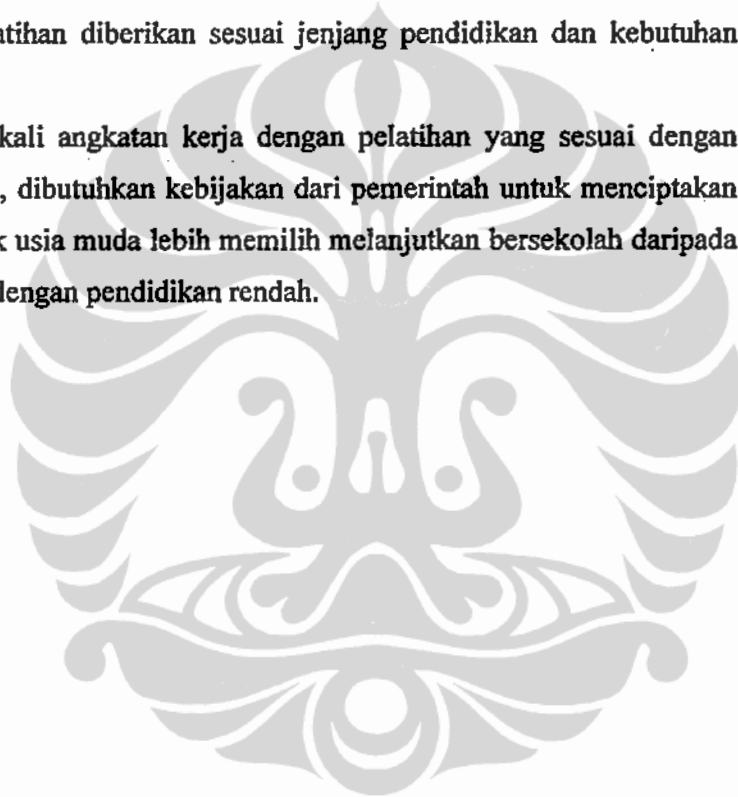 atihan diberikan sesuai jenjang pendidikan dan kebutuhan
kali angkatan kerja dengan pelatihan yang sesuai dengan
, dibutuhkan kebijakan dari pemerintah untuk menciptakan
k usia muda lebih memilih melanjutkan bersekolah daripada
dengan pendidikan rendah.